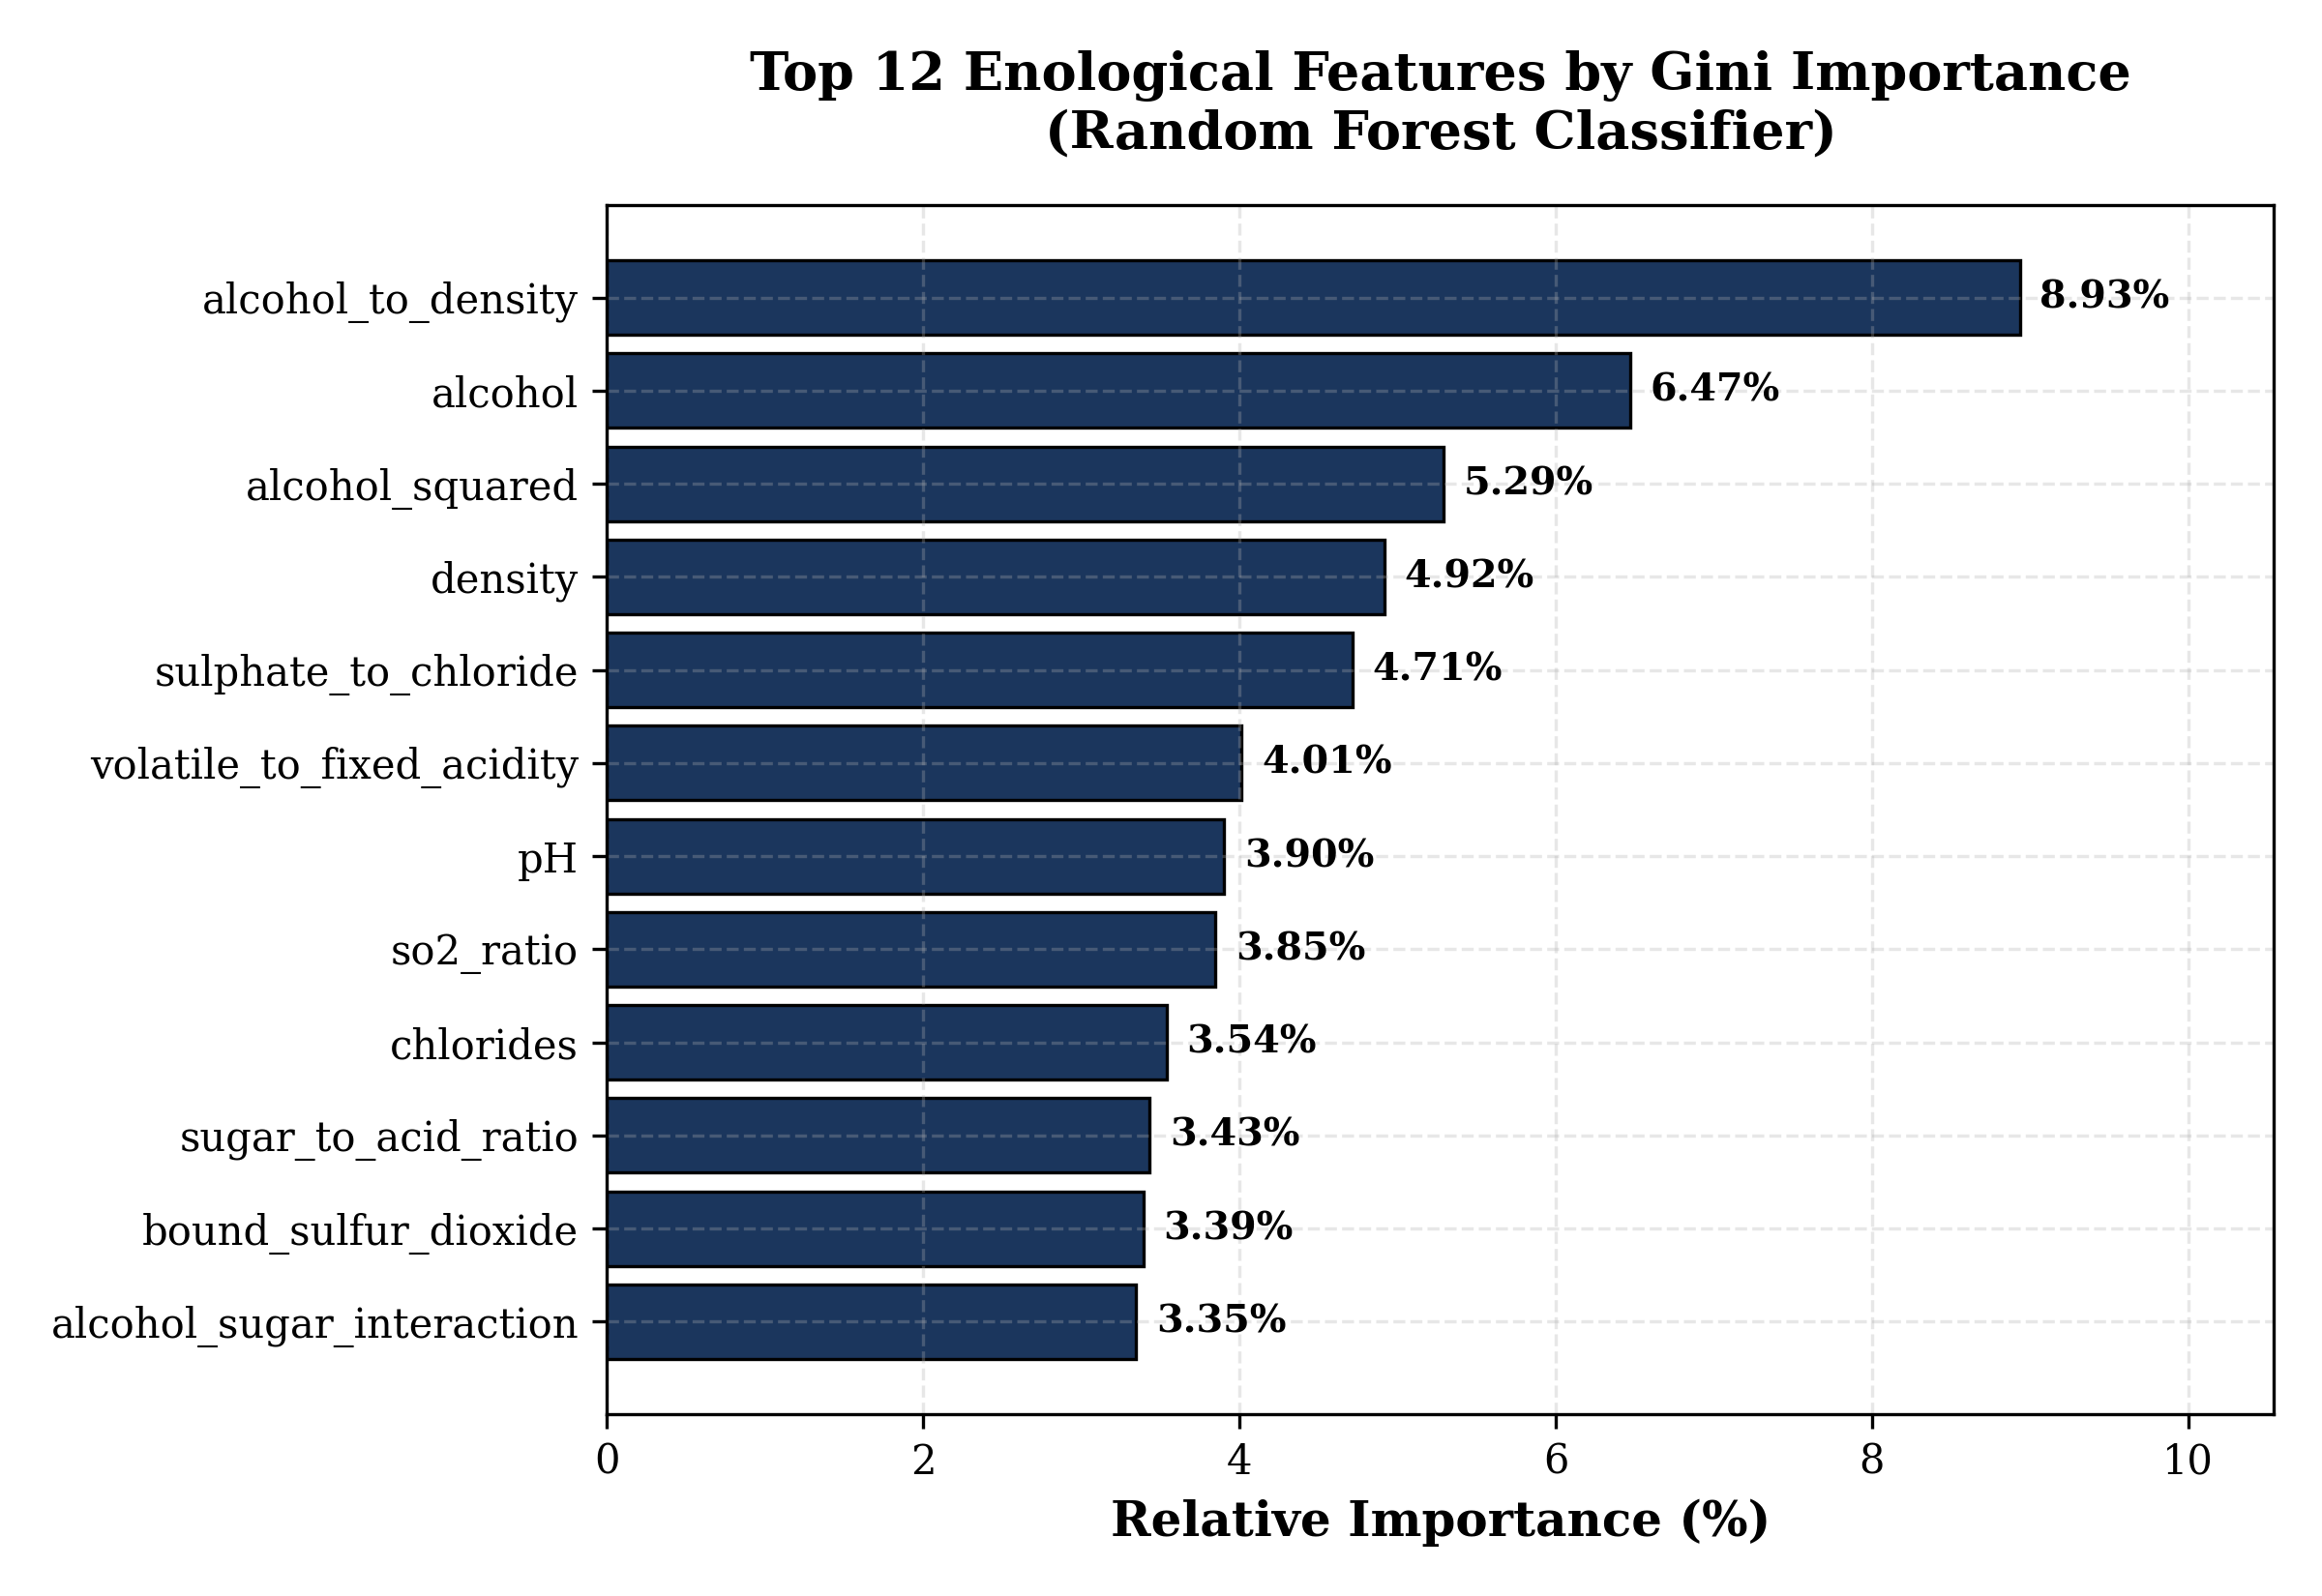 Top 12 Enological Features by Gini Importance
(Random Forest Classifier)
alcohol_to_density 8.93%
alcohol 6.47%
alcohol_squared 5.29%
density 4.92%
sulphate_to_chloride 4.71%
volatile_to_fixed_acidity 4.01%
pH 3.90%
so2_ratio 3.85%
chlorides 3.54%
sugar_to_acid_ratio 3.43%
bound_sulfur_dioxide 3.39%
alcohol_sugar_interaction 3.35%
0 2 4 6 8 10
Relative Importance (%)